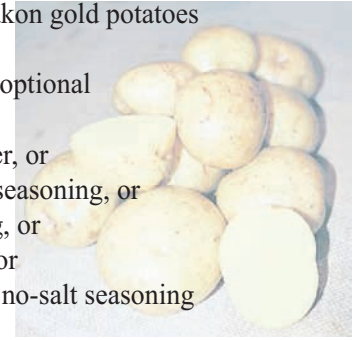 kon gold potatoes
optional
er, or
seasoning, or
g, or
or
no-salt seasoning